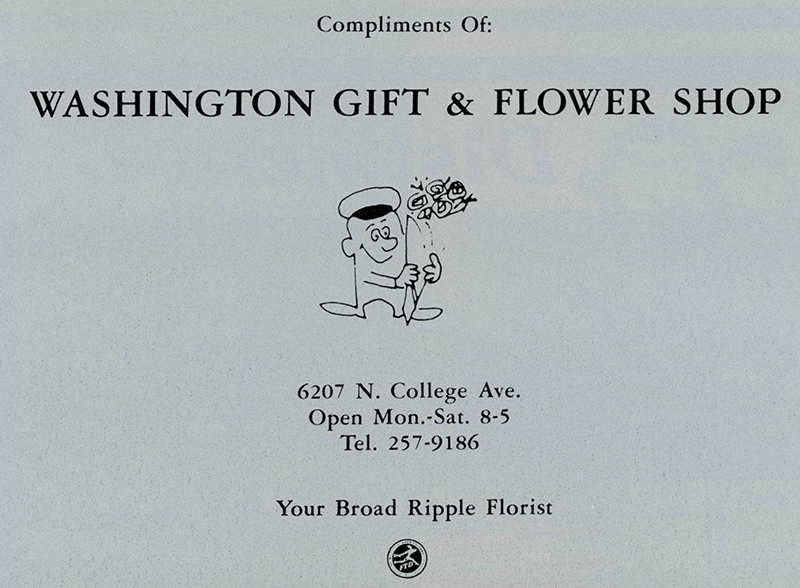 Compliments Of:
WASHINGTON GIFT & FLOWER SHOP
6207 N. College Ave.
Open Mon.-Sat. 8-5
Tel. 257-9186
Your Broad Ripple Florist
FTD